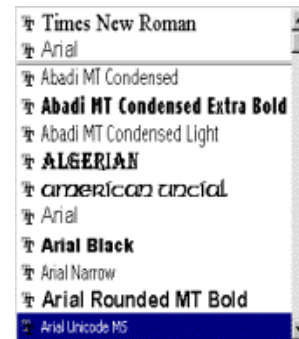 Times New Roman
Arial
Abadi MT Condensed
Abadi MT Condensed Extra Bold
Abadi MT Condensed Light
ALGERIAN
american uncial
Arial
Arial Black
Arial Narrow
Arial Rounded MT Bold
Arial Unicode MS